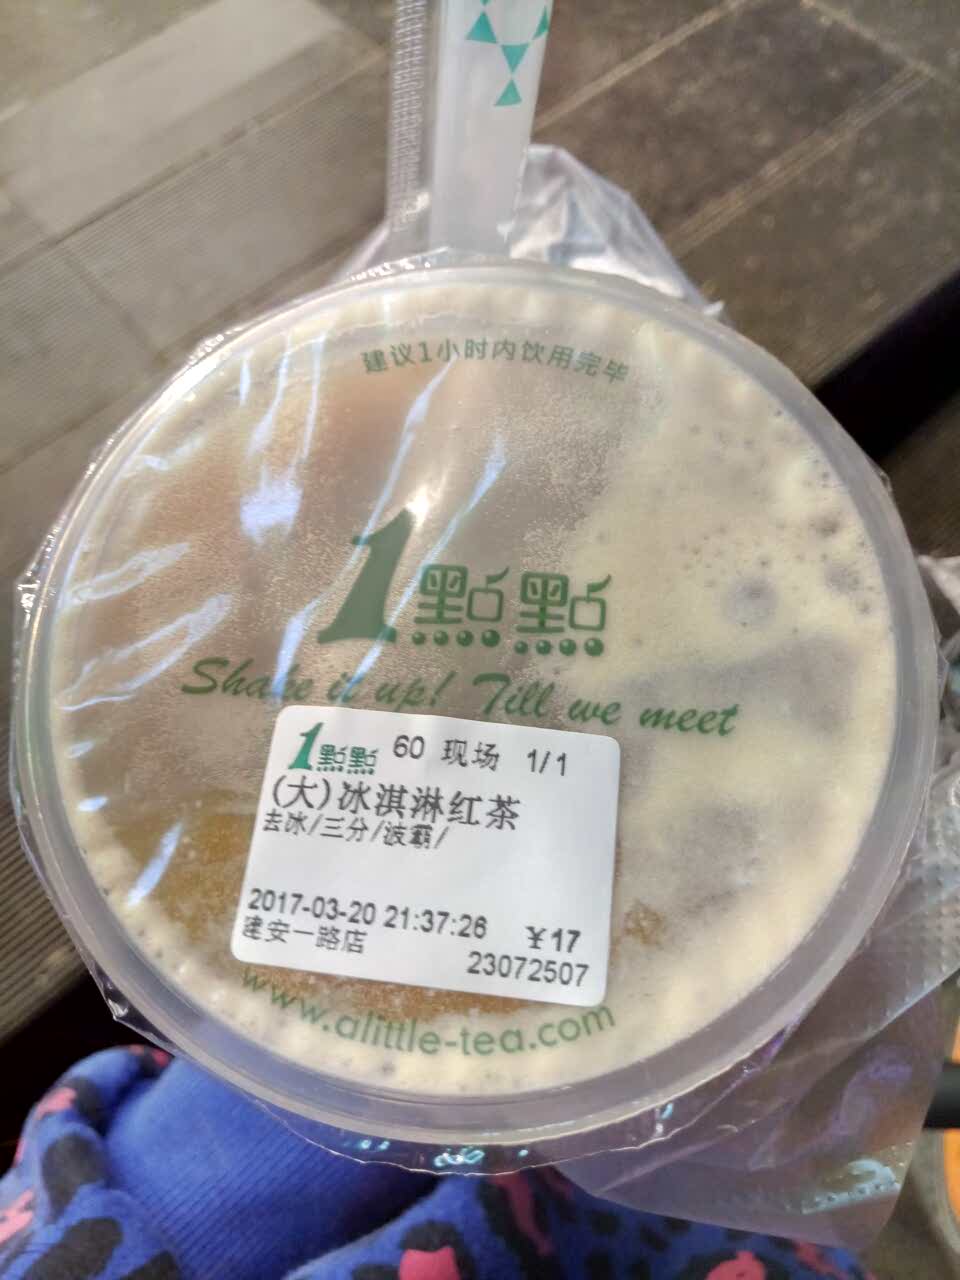 建议1小时内饮用完毕
1點點
Shake it up! Till we meet
1點點 60 现场 1/1
(大)冰淇淋红茶
去冰/三分/波霸/
2017-03-20 21:37:26 ¥17
建安一路店 23072507
www.alittle-tea.com